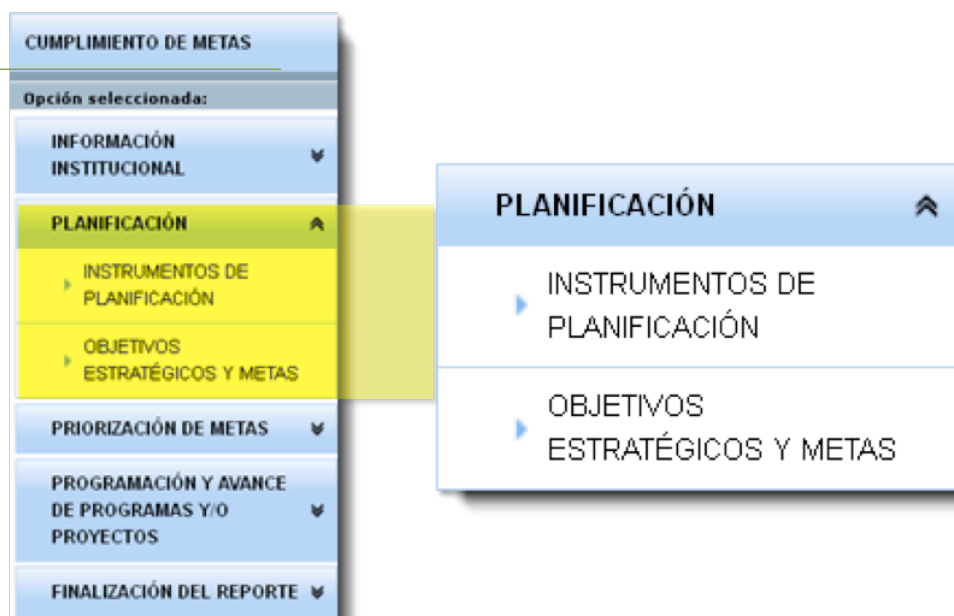 CUMPLIMIENTO DE METAS
Opción seleccionada:
INFORMACIÓN
INSTITUCIONAL
PLANIFICACIÓN
INSTRUMENTOS DE
PLANIFICACIÓN
OBJETIVOS
ESTRATÉGICOS Y METAS
PRIORIZACIÓN DE METAS
PROGRAMACIÓN Y AVANCE
DE PROGRAMAS Y/O
PROYECTOS
FINALIZACIÓN DEL REPORTE
PLANIFICACIÓN
INSTRUMENTOS DE
PLANIFICACIÓN
OBJETIVOS
ESTRATÉGICOS Y METAS